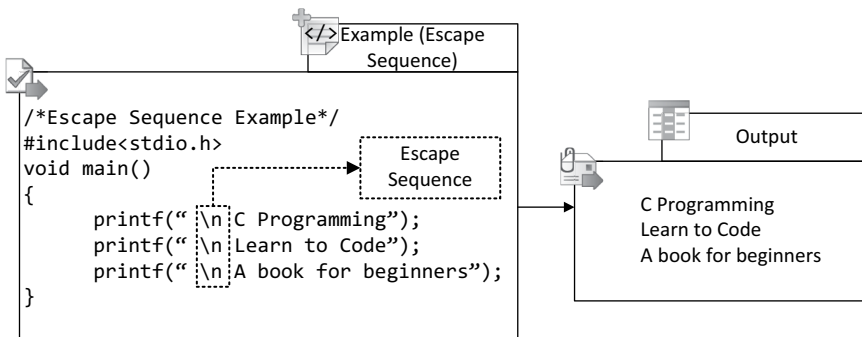 </> Example (Escape
Sequence)
/*Escape Sequence Example*/
#include<stdio.h>
void main()
{
printf(“ \n C Programming”);
printf(“ \n Learn to Code”);
printf(“ \n A book for beginners”);
}
Escape
Sequence
Output
C Programming
Learn to Code
A book for beginners